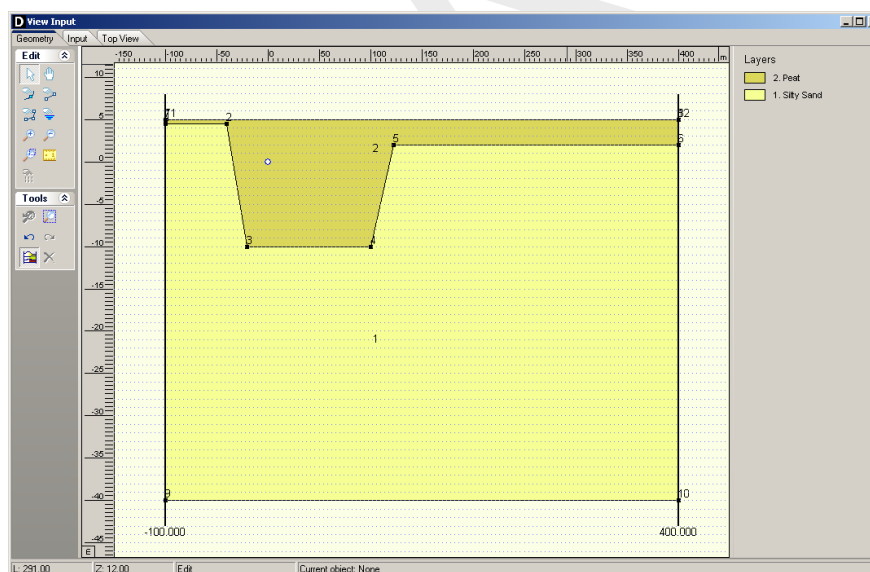 View Input
Geometry Input Top View
Edit
Tools
-150 -100 -50 0 50 100 150 200 250 300 350 400 m
10
5
0
-5
-10
-15
-20
-25
-30
-35
-40
-45
E
1 2
2
5
6
3 4
1
9 10
-100.000 400.000
Layers
2. Peat
1. Silty Sand
L: 291.00 Z: 12.00 Edit Current object: None